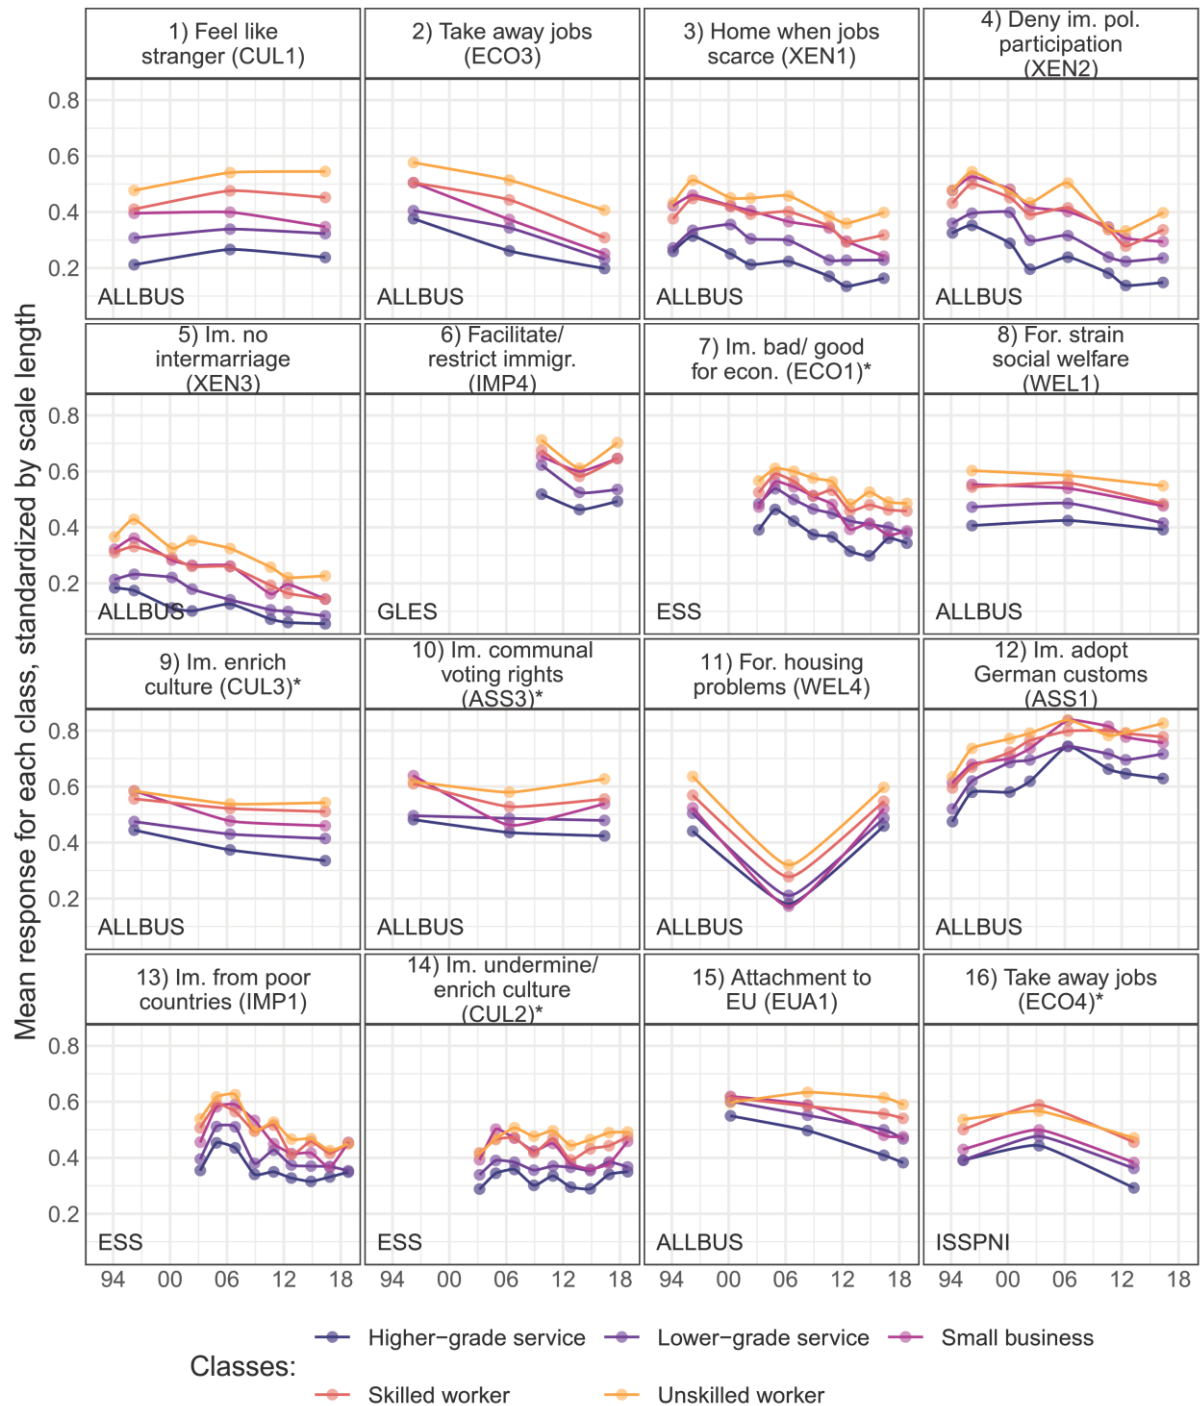 1) Feel like
stranger (CUL1)
2) Take away jobs
(ECO3)
3) Home when jobs
scarce (XEN1)
4) Deny im. pol.
participation
(XEN2)
0.8
0.6
0.4
0.2
ALLBUS
ALLBUS
ALLBUS
ALLBUS
Mean response for each class, standardized by scale length
5) Im. no
intermarriage
(XEN3)
6) Facilitate/
restrict immigr.
(IMP4)
7) Im. bad/ good
for econ. (ECO1)*
8) For. strain
social welfare
(WEL1)
0.8
0.6
0.4
0.2
ALLBUS
GLES
ESS
ALLBUS
9) Im. enrich
culture (CUL3)*
10) Im. communal
voting rights
(ASS3)*
11) For. housing
problems (WEL4)
12) Im. adopt
German customs
(ASS1)
0.8
0.6
0.4
0.2
ALLBUS
ALLBUS
ALLBUS
ALLBUS
13) Im. from poor
countries (IMP1)
14) Im. undermine/
enrich culture
(CUL2)*
15) Attachment to
EU (EUA1)
16) Take away jobs
(ECO4)*
0.8
0.6
0.4
0.2
ESS
ESS
ALLBUS
ISSPNI
94 00 06 12 18
94 00 06 12 18
94 00 06 12 18
94 00 06 12 18
Classes:
Higher−grade service
Lower−grade service
Small business
Skilled worker
Unskilled worker